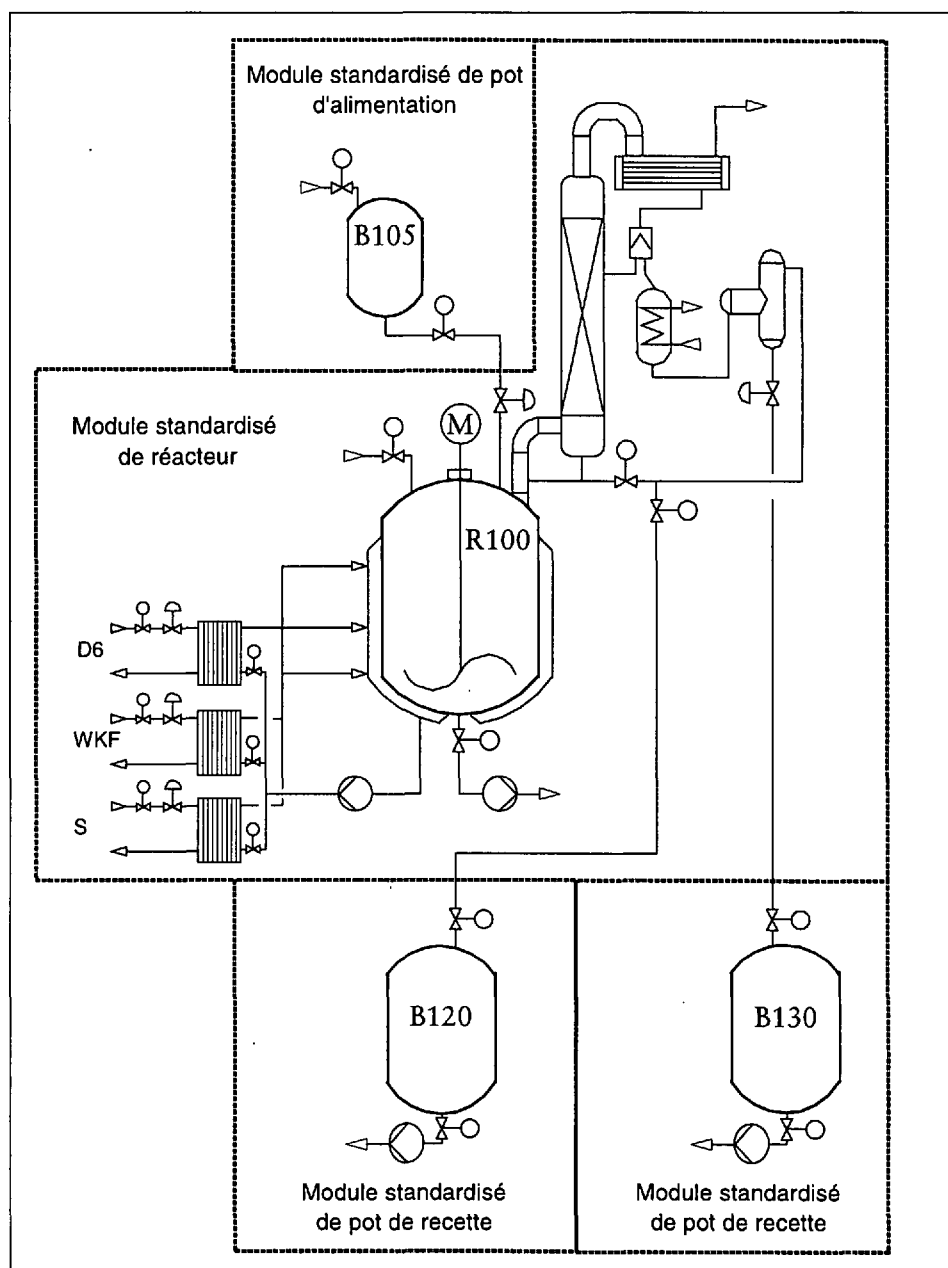 Module standardisé de pot
d'alimentation
B105
Module standardisé
de réacteur
M
R100
D6
WKF
S
B120
B130
Module standardisé
de pot de recette
Module standardisé
de pot de recette